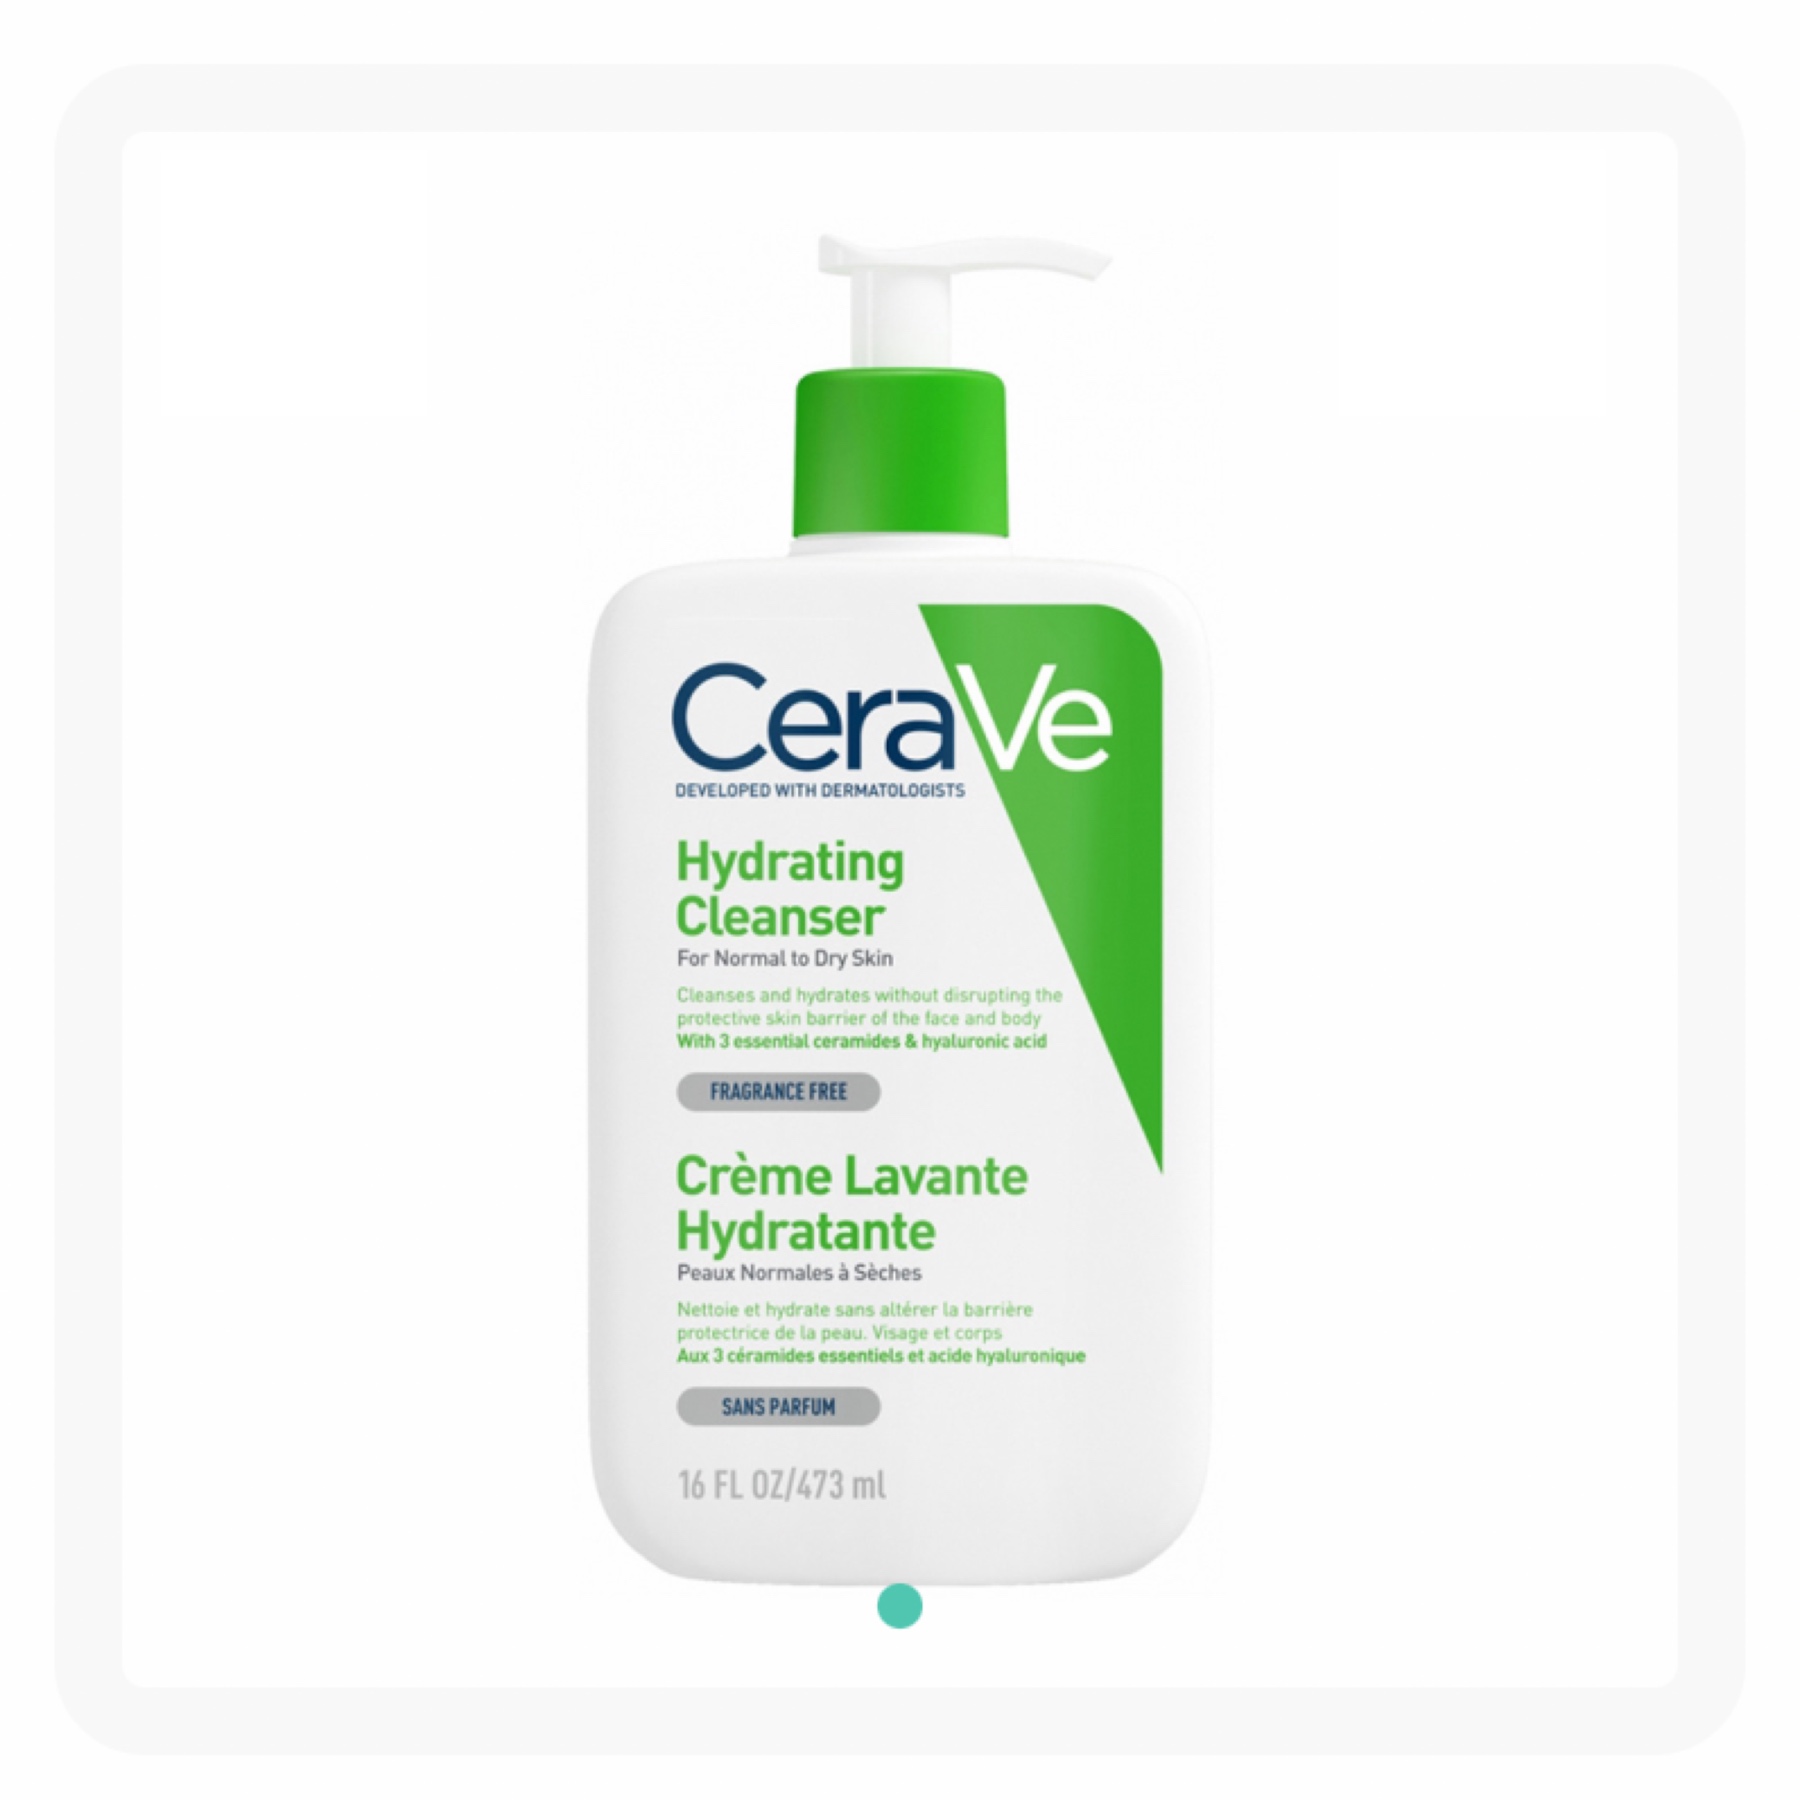 CeraVe
DEVELOPED WITH DERMATOLOGISTS
Hydrating
Cleanser
For Normal to Dry Skin
Cleanses and hydrates without disrupting the
protective skin barrier of the face and body
With 3 essential ceramides & hyaluronic acid
FRAGRANCE FREE
Crème Lavante
Hydratante
Peaux Normales à Sèches
Nettoie et hydrate sans altérer la barrière
protectrice de la peau. Visage et corps
Aux 3 céramides essentiels et acide hyaluronique
SANS PARFUM
16 FL OZ/473 ml